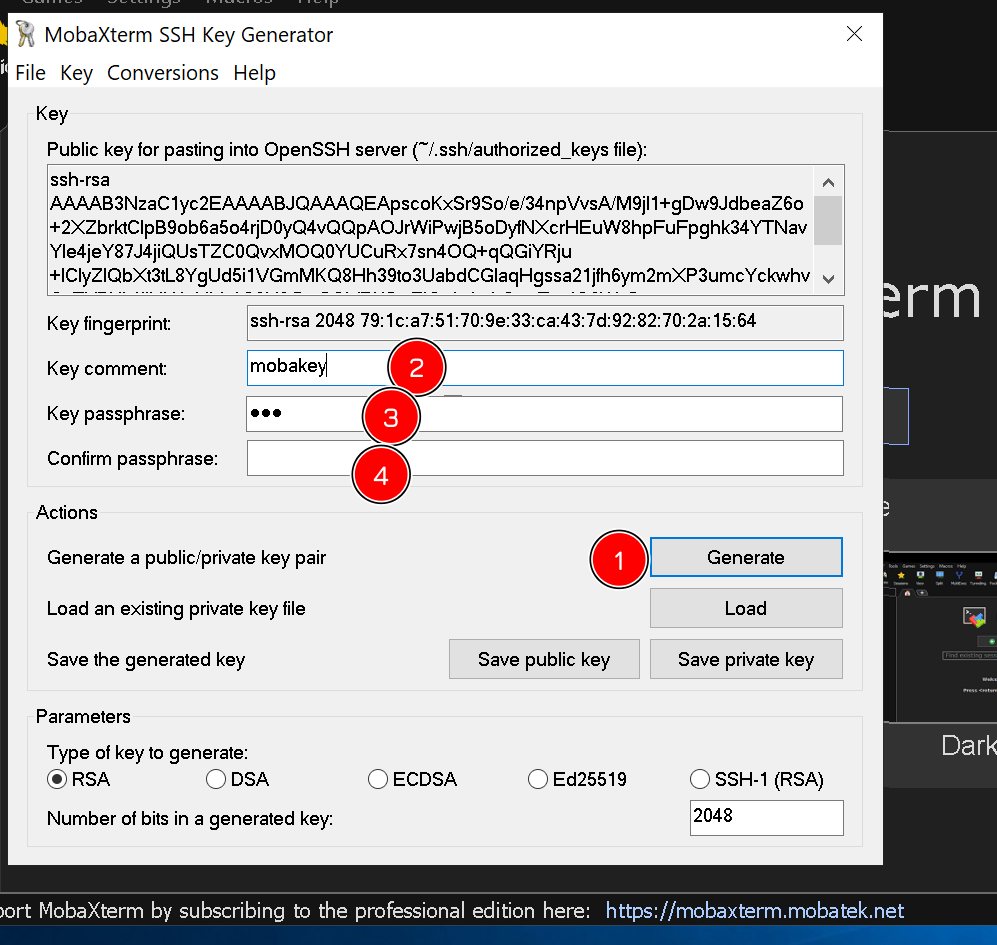 MobaXterm SSH Key Generator
File Key Conversions Help
Key
Public key for pasting into OpenSSH server (~/.ssh/authorized_keys file):
ssh-rsa
AAAAB3NzaC1yc2EAAAABJQAAAQEApscoKxSr9So/e/34npVvsA/M9jI1+gDw9JdbeaZ6o
+2XZbrktClpB9ob6a5o4rjD0yQ4vQQpAOJrWiPwjB5oDyfNXcrHEuW8hpFuFpghk34YTNav
Yle4jeY87J4jiQUsTZC0QvxMOQ0YUCuRx7sn4OQ+qQGiYRju
+IClyZIQbXt3tL8YgUd5i1VGmMKQ8Hh39to3UabdCGlaqHgssa21jfh6ym2mXP3umcYckwhv
Key fingerprint:
ssh-rsa 2048 79:1c:a7:51:70:9e:33:ca:43:7d:92:82:70:2a:15:64
Key comment:
mobakey
2
Key passphrase:
•••
3
Confirm passphrase:
4
Actions
Generate a public/private key pair
1
Generate
Load an existing private key file
Load
Save the generated key
Save public key
Save private key
Parameters
Type of key to generate:
RSA DSA ECDSA Ed25519 SSH-1 (RSA)
Number of bits in a generated key:
2048
erm
Dark
port MobaXterm by subscribing to the professional edition here: https://mobaxterm.mobatek.net